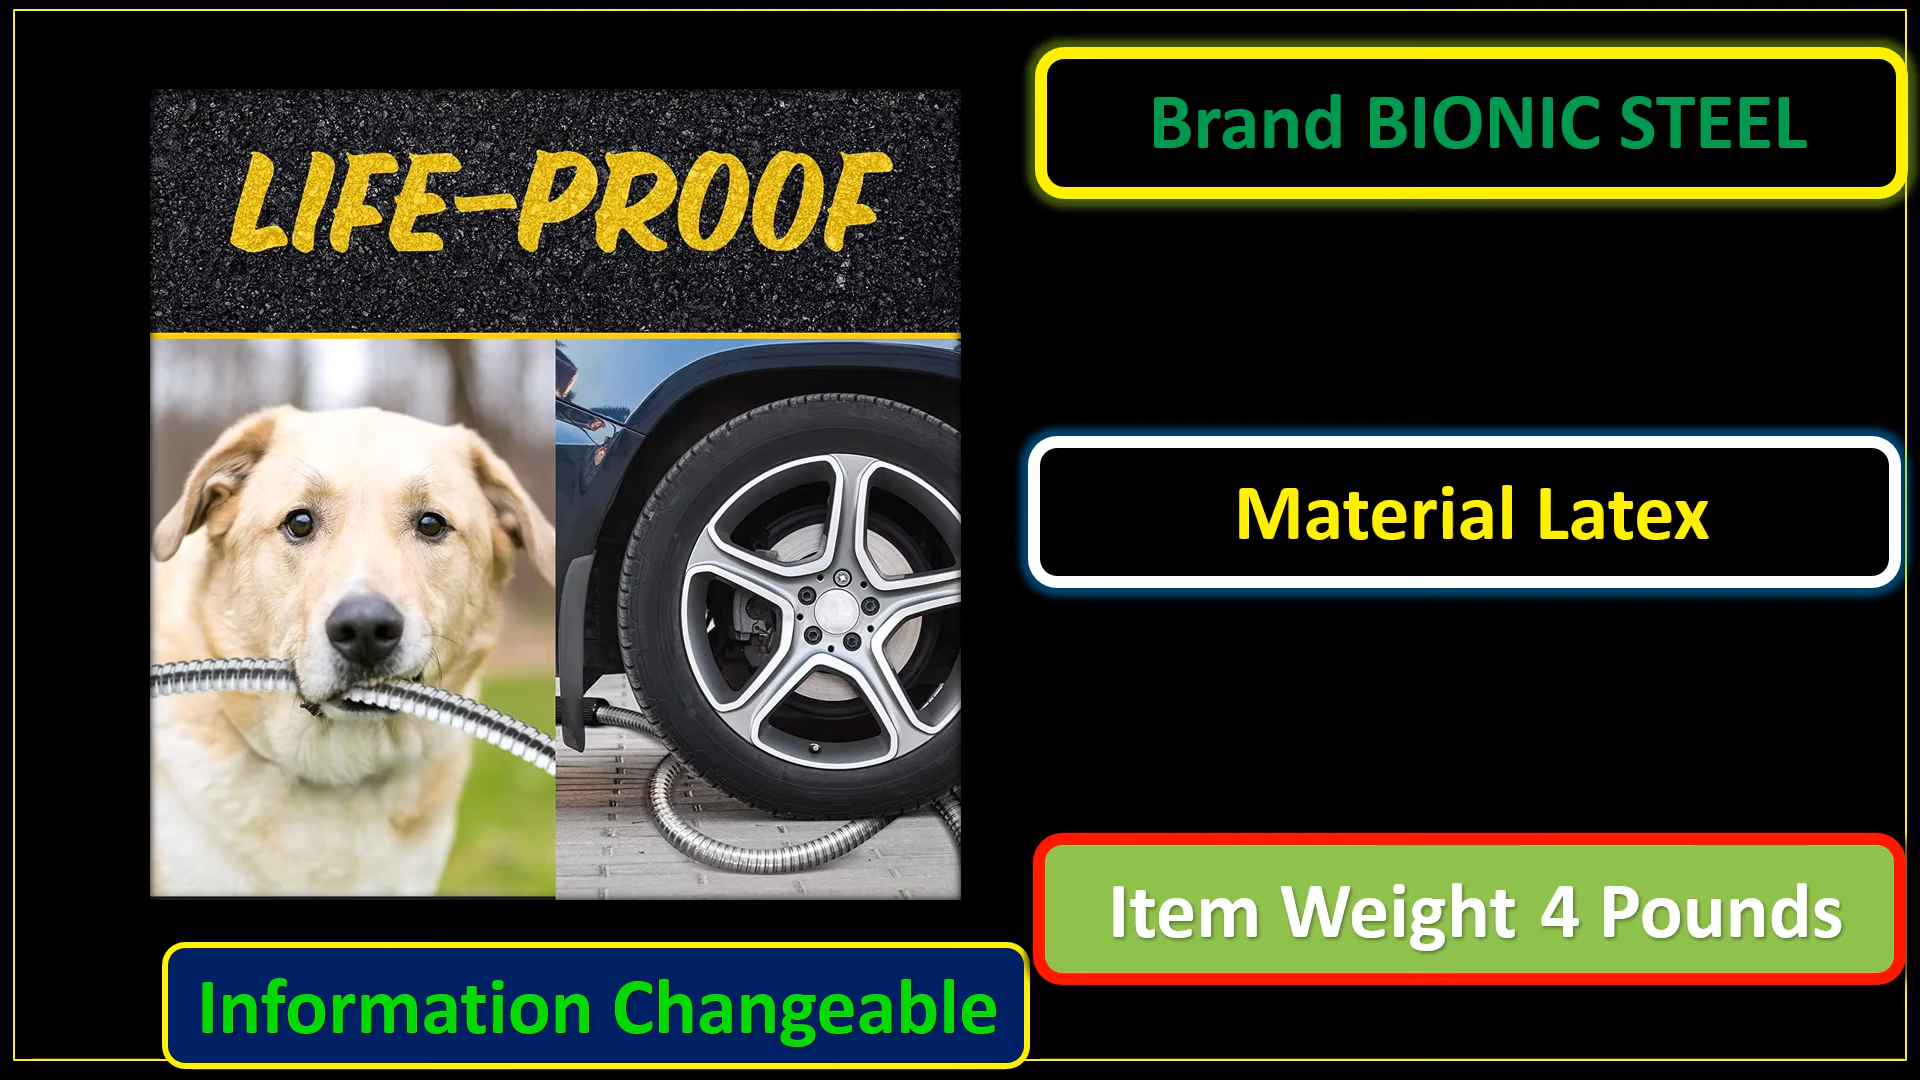 LIFE-PROOF
Brand BIONIC STEEL
Material Latex
Item Weight 4 Pounds
Information Changeable